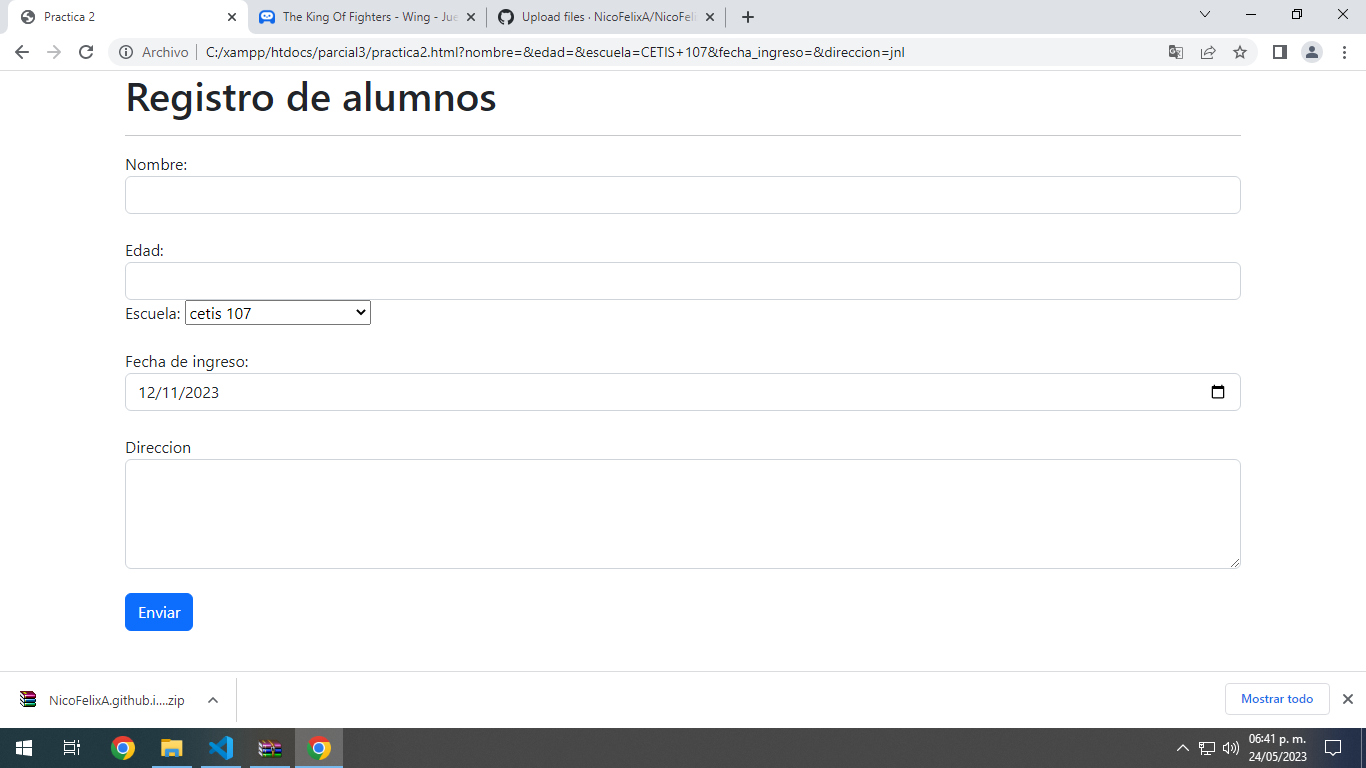 Practica 2
The King Of Fighters - Wing - Jue
Upload files · NicoFelixA/NicoFeli
Archivo
C:/xampp/htdocs/parcial3/practica2.html?nombre=&edad=&escuela=CETIS+107&fecha_ingreso=&direccion=jnl
Registro de alumnos
Nombre:
Edad:
Escuela: cetis 107
Fecha de ingreso:
12/11/2023
Direccion
Enviar
NicoFelixA.github.i....zip
Mostrar todo
06:41 p. m.
24/05/2023